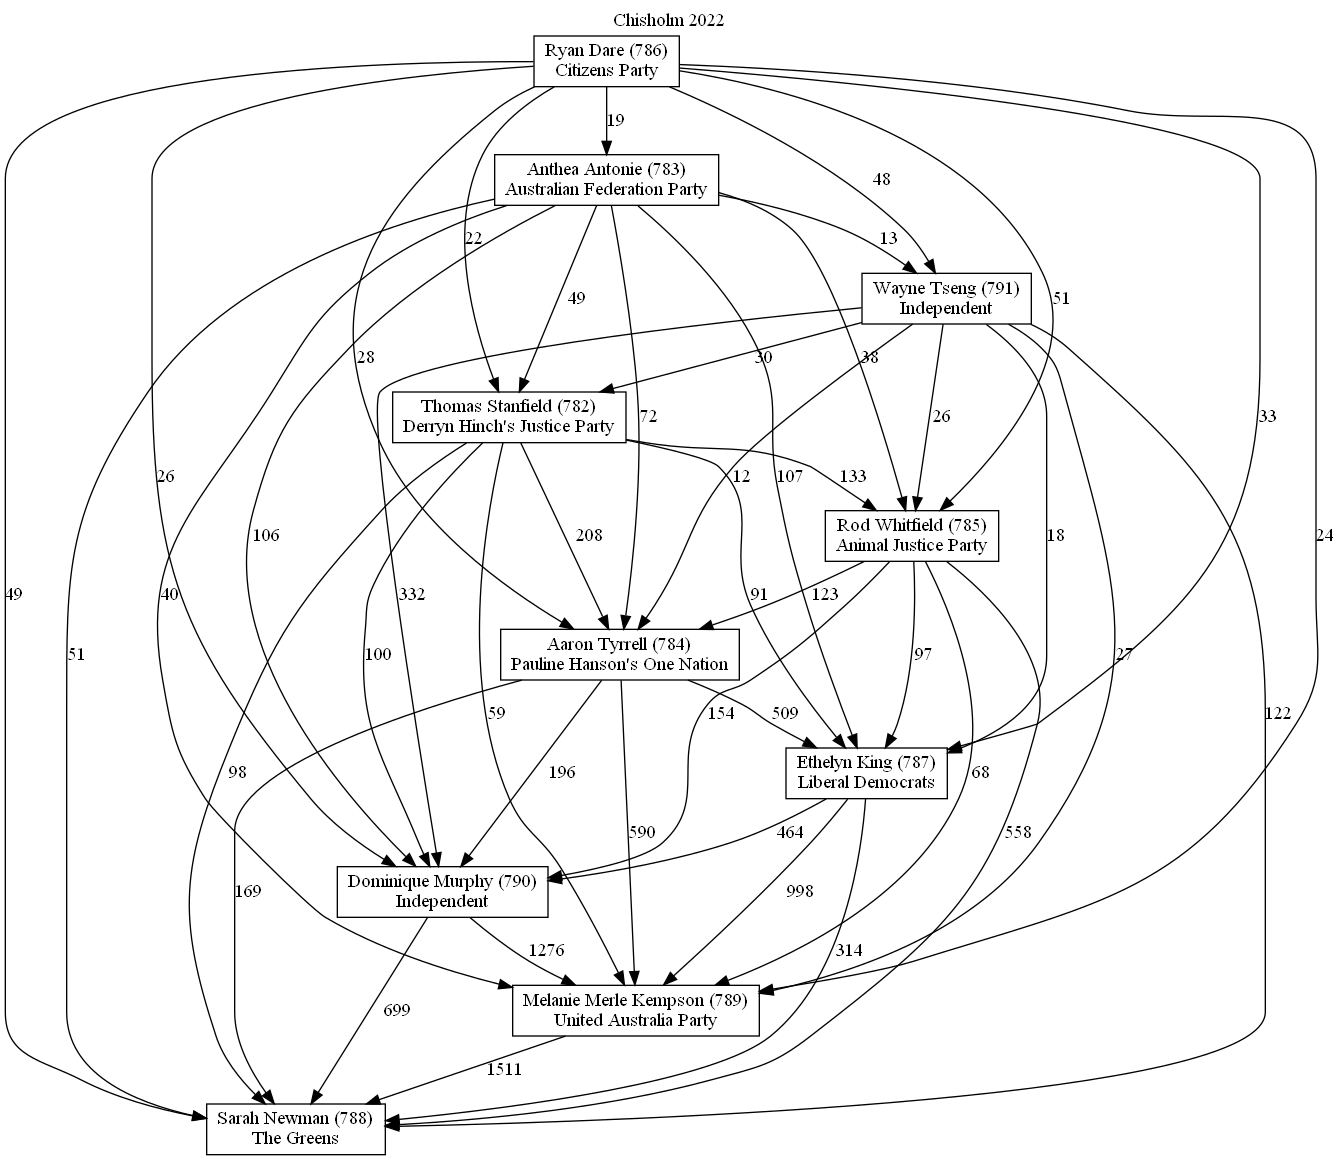 Chisholm 2022
Ryan Dare (786)
Citizens Party
19
Anthea Antonie (783)
Australian Federation Party
48
22
13
49
51
Wayne Tseng (791)
Independent
28
30
38
Thomas Stanfield (782)
Derryn Hinch's Justice Party
72
26
33
26
133
12
107
106
208
18
24
Rod Whitfield (785)
Animal Justice Party
49
40
332
91
123
Aaron Tyrrell (784)
Pauline Hanson's One Nation
51
100
97
27
59
509
154
122
98
196
68
Ethelyn King (787)
Liberal Democrats
590
464
558
169
998
Dominique Murphy (790)
Independent
1276
314
Melanie Merle Kempson (789)
United Australia Party
699
1511
Sarah Newman (788)
The Greens